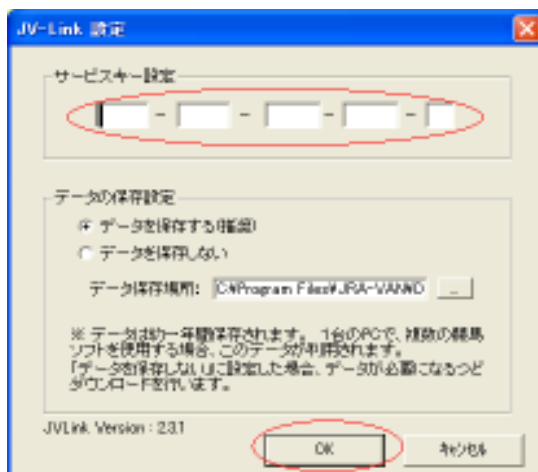 JV-Link 設定
サービスキー設定
- - - -
データの保存設定
データを保存する(推奨)
データを保存しない
データ保存場所: C:¥Program Files¥JRA-VAN¥D ...
※ データは約一年間保存されます。 1台のPCで、複数の競馬
ソフトを使用する場合、このデータが利用されます。
「データを保存しない」に設定した場合、データが必要になるつど
ダウンロードを行います。
JVLink Version : 2.3.1
OK キャンセル